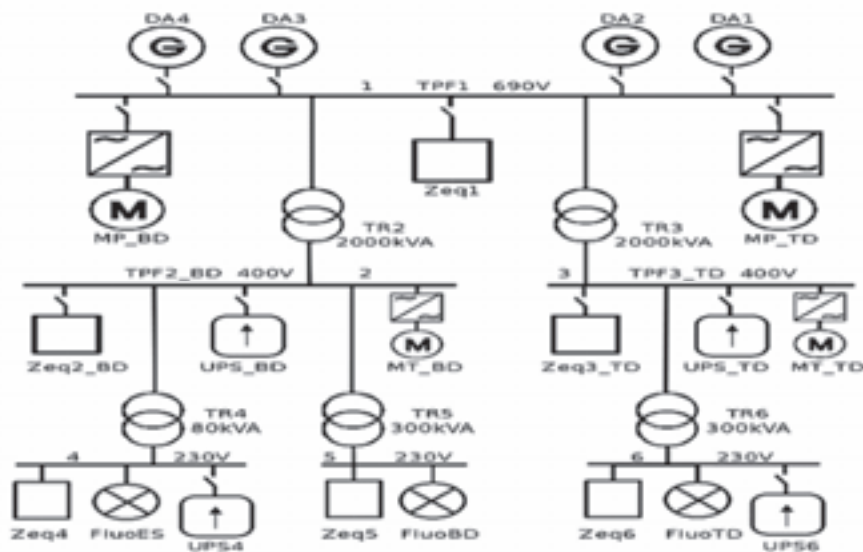 DA4 DA3 DA2 DA1
G G G G
1 TPF1 690V
Zeq1
M M
MP_BD MP_TD
TR2 TR3
2000kVA 2000kVA
TPF2_BD 400V 2 3 TPF3_TD 400V
M M
Zeq2_BD UPS_BD MT_BD Zeq3_TD UPS_TD MT_TD
TR4 TR5 TR6
80kVA 300kVA 300kVA
4 230V 5 230V 6 230V
Zeq4 FluoES Zeq5 FluoBD Zeq6 FluoTD
UPS4 UPS6